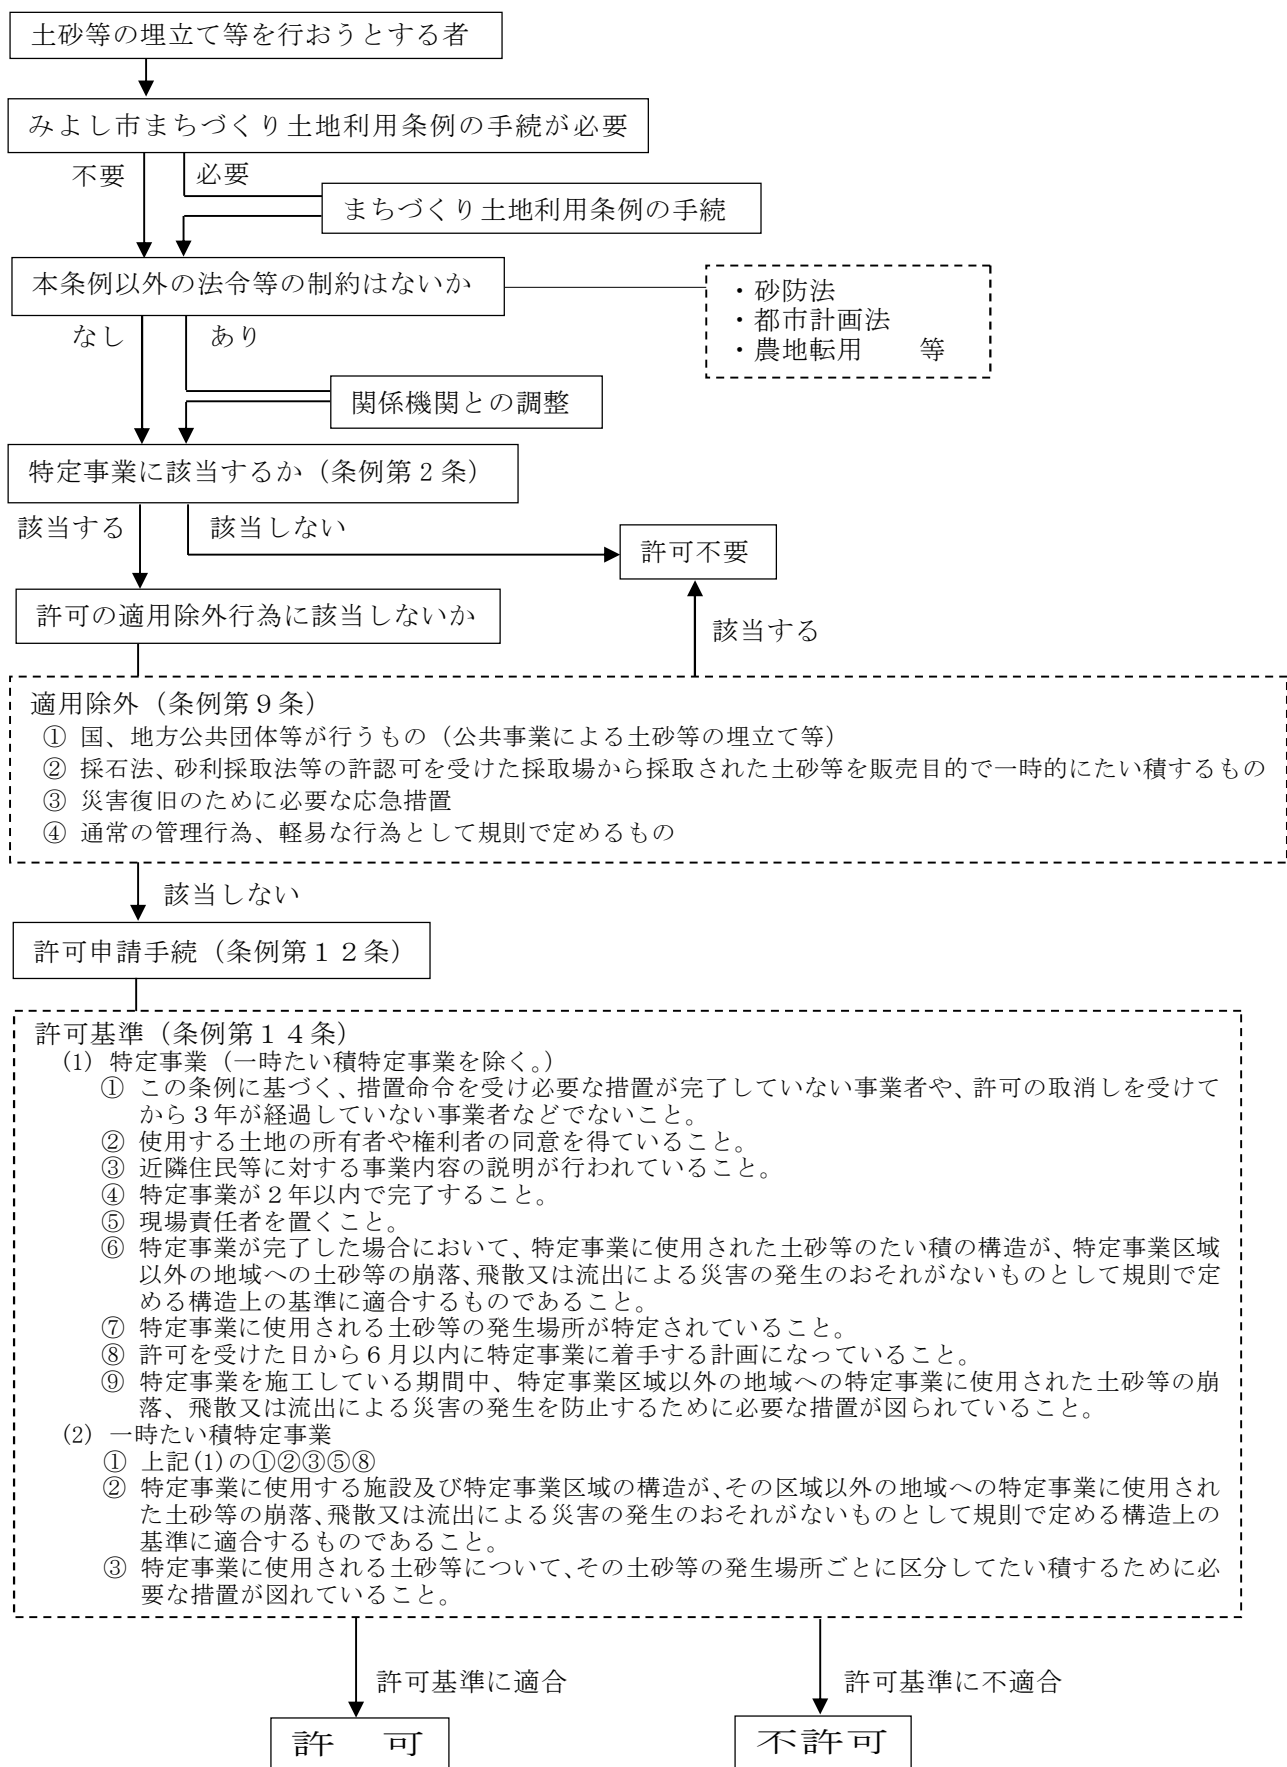 土砂等の埋立て等を行おうとする者
みよし市まちづくり土地利用条例の手続が必要
不要
必要
まちづくり土地利用条例の手続
本条例以外の法令等の制約はないか
・砂防法
・都市計画法
・農地転用　　等
なし
あり
関係機関との調整
特定事業に該当するか（条例第２条）
該当する
該当しない
許可不要
許可の適用除外行為に該当しないか
該当する
適用除外（条例第９条）
① 国、地方公共団体等が行うもの（公共事業による土砂等の埋立て等）
② 採石法、砂利採取法等の許認可を受けた採取場から採取された土砂等を販売目的で一時的にたい積するもの
③ 災害復旧のために必要な応急措置
④ 通常の管理行為、軽易な行為として規則で定めるもの
該当しない
許可申請手続（条例第１２条）
許可基準（条例第１４条）
(1) 特定事業（一時たい積特定事業を除く。）
① この条例に基づく、措置命令を受け必要な措置が完了していない事業者や、許可の取消しを受けて
から３年が経過していない事業者などでないこと。
② 使用する土地の所有者や権利者の同意を得ていること。
③ 近隣住民等に対する事業内容の説明が行われていること。
④ 特定事業が２年以内で完了すること。
⑤ 現場責任者を置くこと。
⑥ 特定事業が完了した場合において、特定事業に使用された土砂等のたい積の構造が、特定事業区域
以外の地域への土砂等の崩落、飛散又は流出による災害の発生のおそれがないものとして規則で定
める構造上の基準に適合するものであること。
⑦ 特定事業に使用される土砂等の発生場所が特定されていること。
⑧ 許可を受けた日から６月以内に特定事業に着手する計画になっていること。
⑨ 特定事業を施工している期間中、特定事業区域以外の地域への特定事業に使用された土砂等の崩
落、飛散又は流出による災害の発生を防止するために必要な措置が図られていること。
(2) 一時たい積特定事業
① 上記(1)の①②③⑤⑧
② 特定事業に使用する施設及び特定事業区域の構造が、その区域以外の地域への特定事業に使用され
た土砂等の崩落、飛散又は流出による災害の発生のおそれがないものとして規則で定める構造上の
基準に適合するものであること。
③ 特定事業に使用される土砂等について、その土砂等の発生場所ごとに区分してたい積するために必
要な措置が図れていること。
許可基準に適合
許可基準に不適合
許　可
不許可